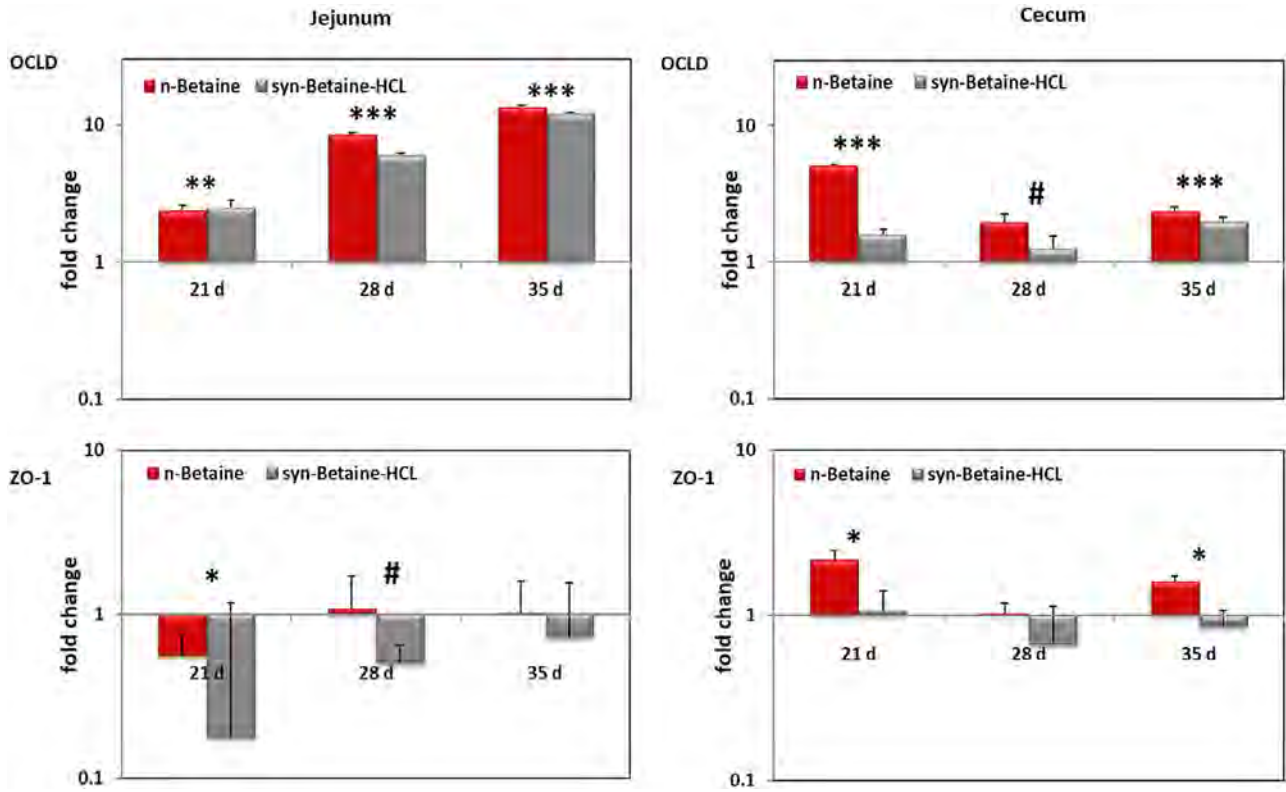 Jejunum
OCLD
n-Betaine syn-Betaine-HCL
fold change
10
1
0.1
** *** ***
21 d 28 d 35 d
Cecum
OCLD
n-Betaine syn-Betaine-HCL
fold change
10
1
0.1
*** # ***
21 d 28 d 35 d
ZO-1
n-Betaine syn-Betaine-HCL
fold change
10
1
0.1
* #
21 d 28 d 35 d
ZO-1
n-Betaine syn-Betaine-HCL
fold change
10
1
0.1
* *
21 d 28 d 35 d